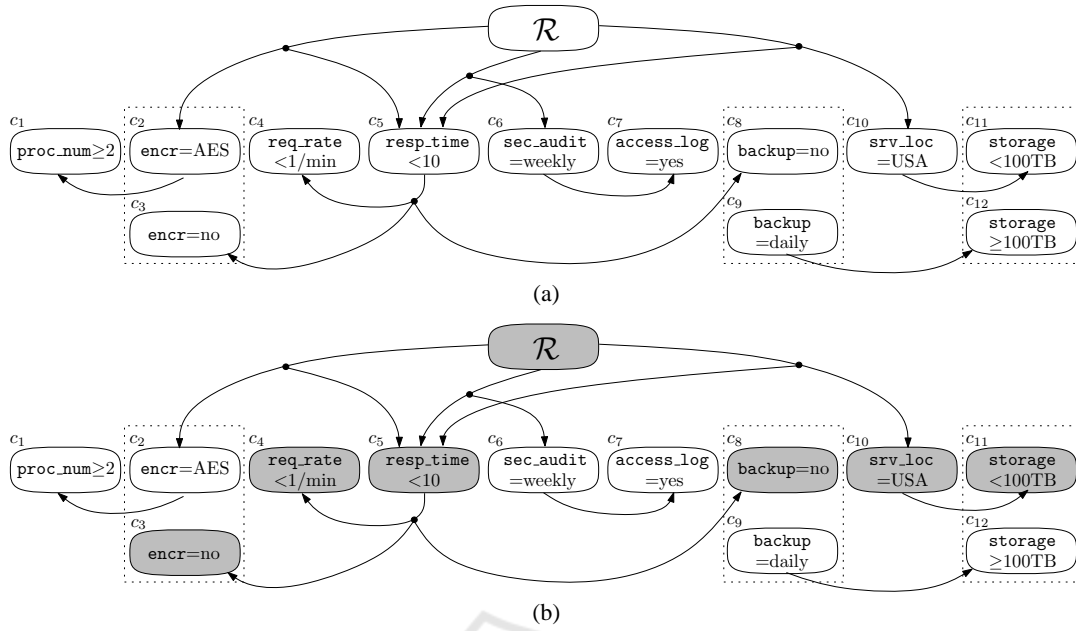 R
c1 c2 c4 c5 c6 c7 c8 c10 c11
proc_num≥2 encr=AES req_rate <1/min resp_time <10 sec_audit =weekly access_log =yes backup=no srv_loc =USA storage <100TB
c3 c9 c12
encr=no backup =daily storage ≥100TB
(a)
R
c1 c2 c4 c5 c6 c7 c8 c10 c11
proc_num≥2 encr=AES req_rate <1/min resp_time <10 sec_audit =weekly access_log =yes backup=no srv_loc =USA storage <100TB
c3 c9 c12
encr=no backup =daily storage ≥100TB
(b)